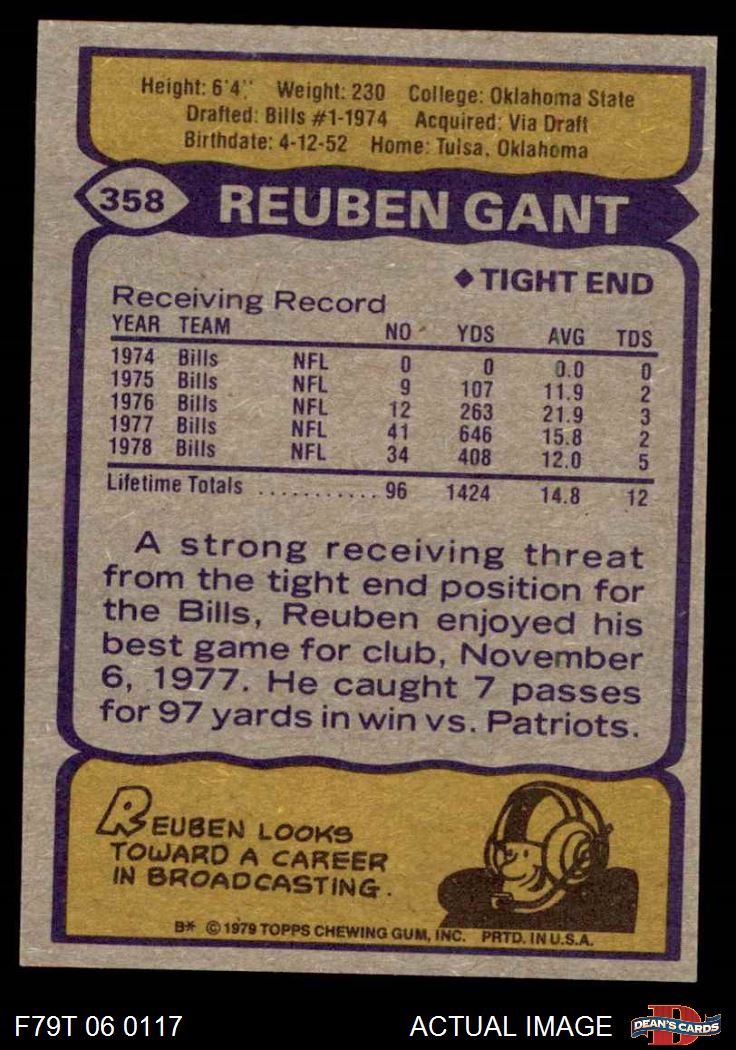 Height: 6'4" Weight: 230 College: Oklahoma State
Drafted: Bills #1-1974 Acquired: Via Draft
Birthdate: 4-12-52 Home: Tulsa, Oklahoma
358 REUBEN GANT
◆ TIGHT END
Receiving Record
YEAR TEAM NO YDS AVG TDS
1974 Bills NFL 0 0 0.0 0
1975 Bills NFL 9 107 11.9 2
1976 Bills NFL 12 263 21.9 3
1977 Bills NFL 41 646 15.8 2
1978 Bills NFL 34 408 12.0 5
Lifetime Totals ........... 96 1424 14.8 12
A strong receiving threat
from the tight end position for
the Bills, Reuben enjoyed his
best game for club, November
6, 1977. He caught 7 passes
for 97 yards in win vs. Patriots.
REUBEN LOOKS
TOWARD A CAREER
IN BROADCASTING.
B* © 1979 TOPPS CHEWING GUM, INC. PRTD. IN U.S.A.
F79T 06 0117 ACTUAL IMAGE DEAN'S CARDS